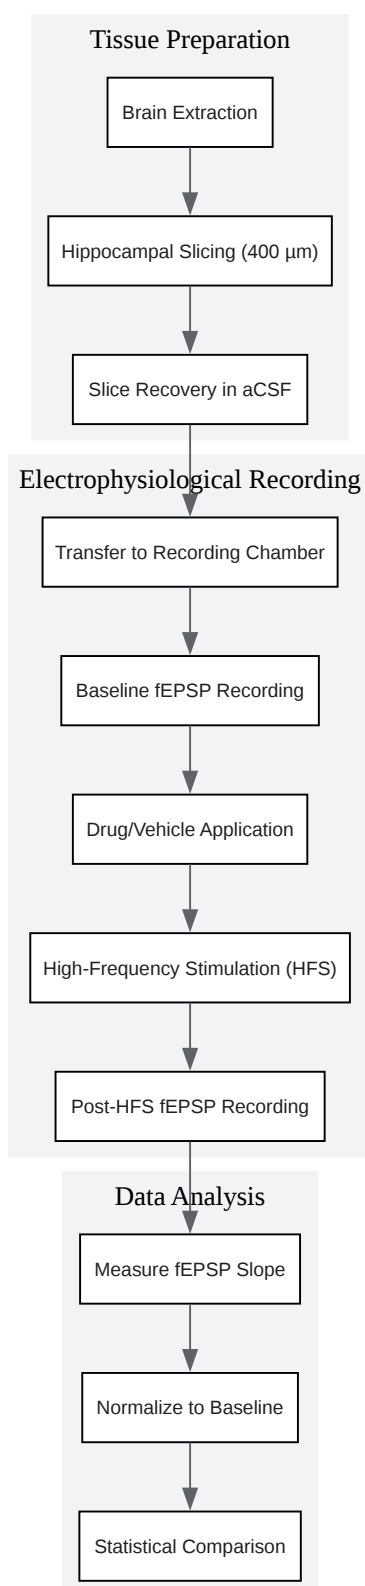 Tissue Preparation
Brain Extraction
Hippocampal Slicing (400 µm)
Slice Recovery in aCSF
Electrophysiological Recording
Transfer to Recording Chamber
Baseline fEPSP Recording
Drug/Vehicle Application
High-Frequency Stimulation (HFS)
Post-HFS fEPSP Recording
Data Analysis
Measure fEPSP Slope
Normalize to Baseline
Statistical Comparison